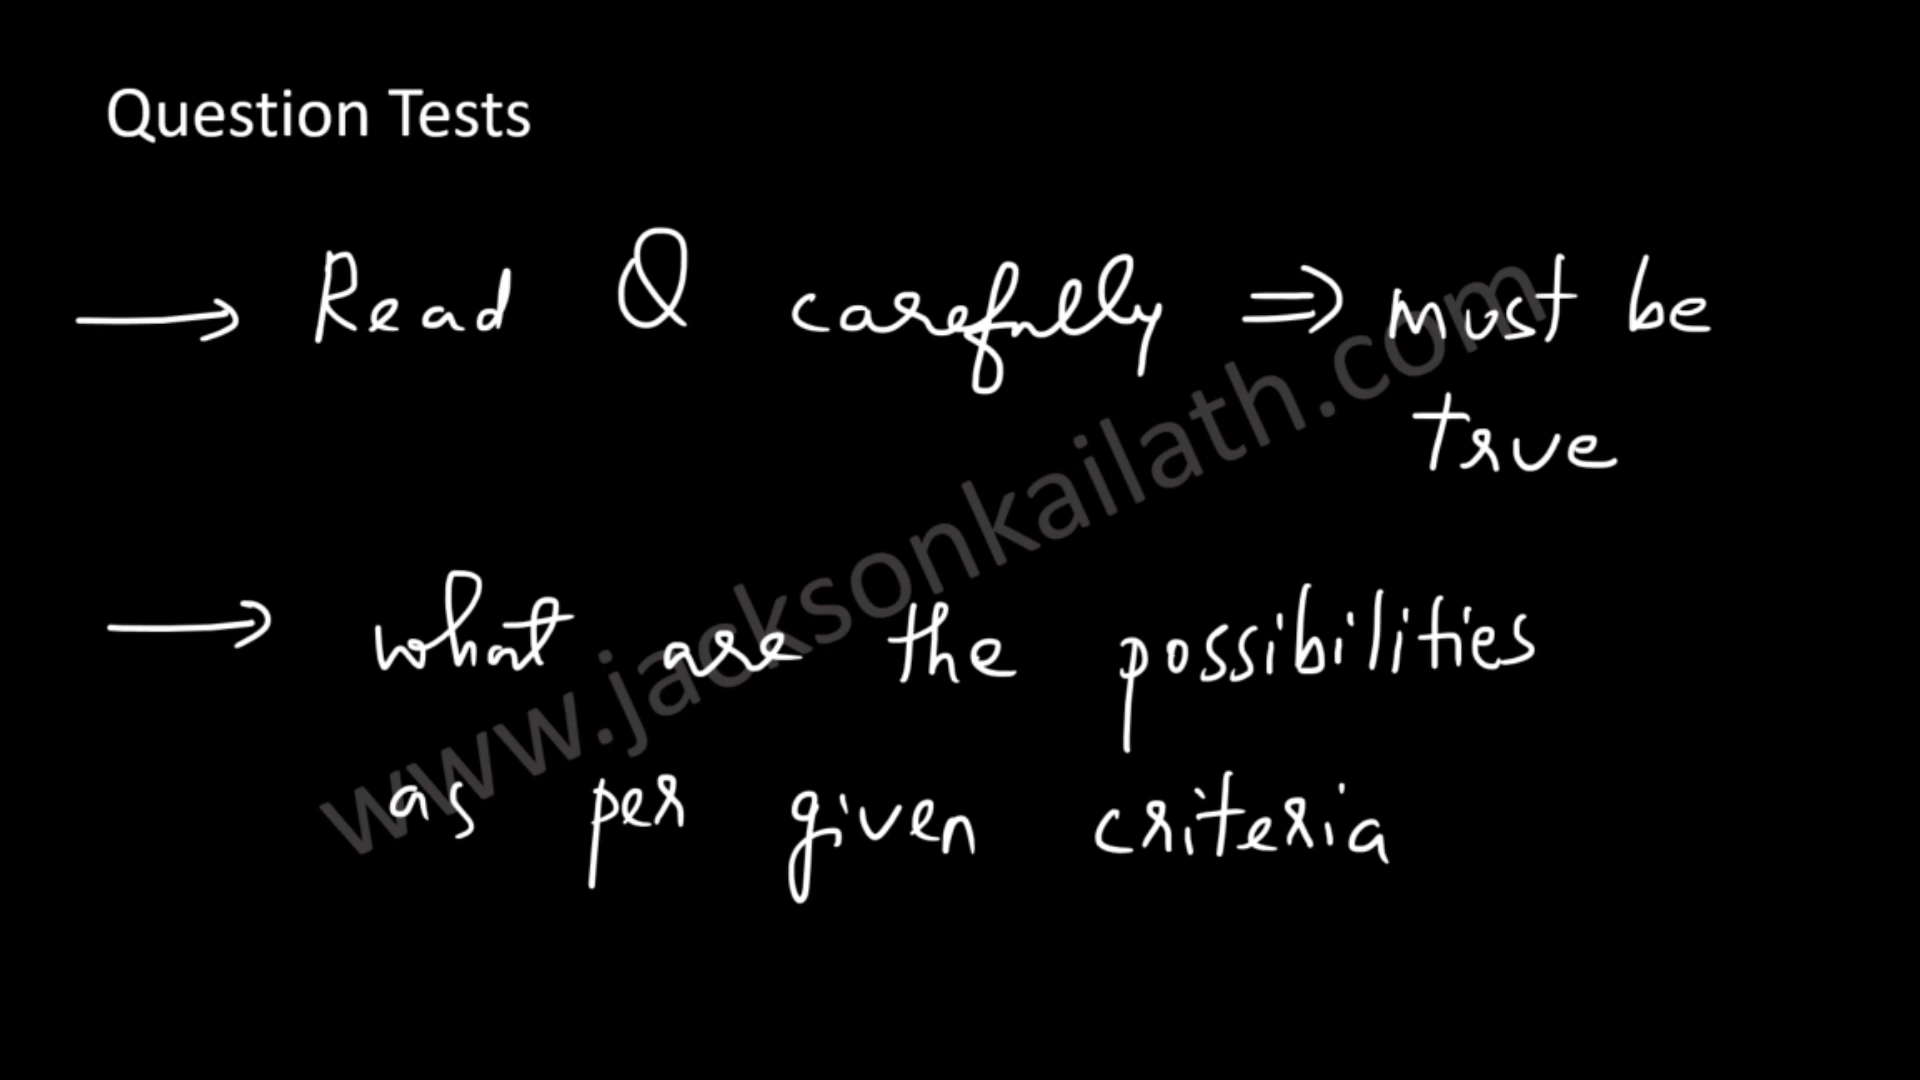 Question Tests
→ Read Q carefully ⇒ must be
true
→ what are the possibilities
as per given criteria
www.jacksonkailath.com